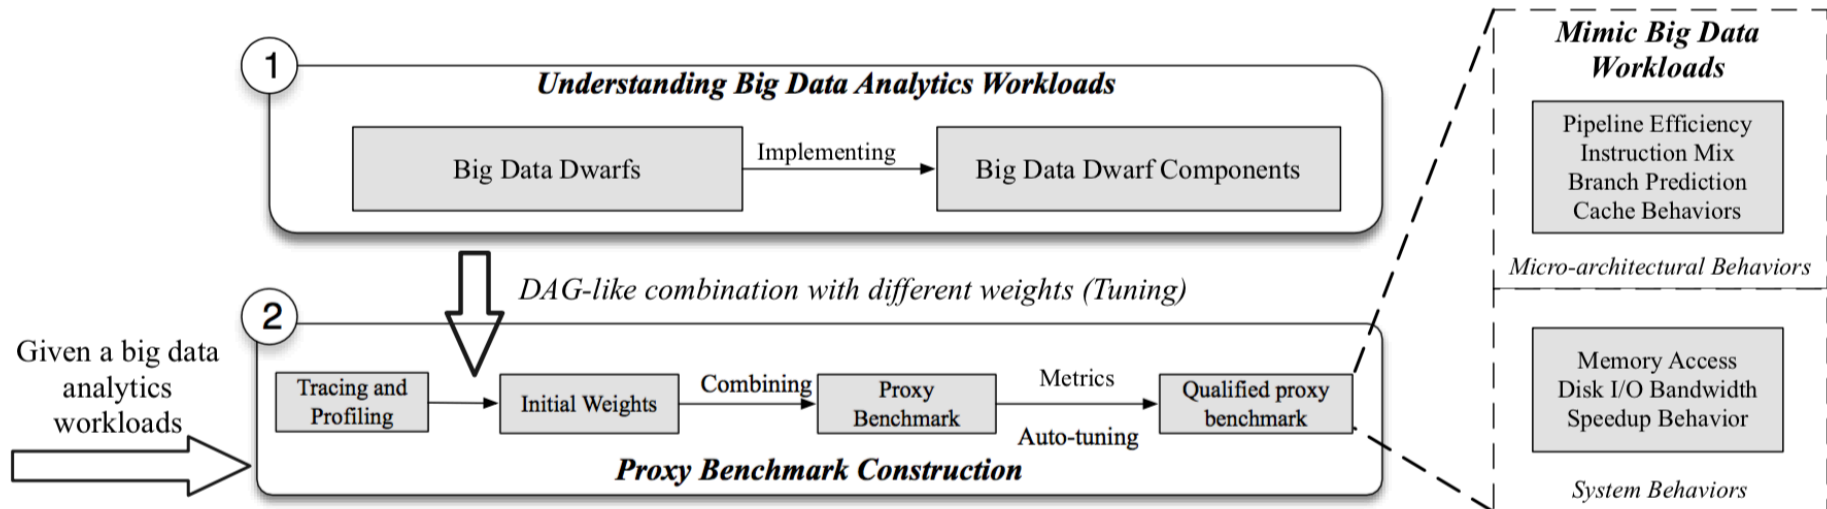 1
Understanding Big Data Analytics Workloads
Big Data Dwarfs
Implementing
Big Data Dwarf Components
DAG-like combination with different weights (Tuning)
2
Given a big data
analytics
workloads
Tracing and
Profiling
Initial Weights
Combining
Proxy
Benchmark
Metrics
Auto-tuning
Qualified proxy
benchmark
Proxy Benchmark Construction
Mimic Big Data
Workloads
Pipeline Efficiency
Instruction Mix
Branch Prediction
Cache Behaviors
Micro-architectural Behaviors
Memory Access
Disk I/O Bandwidth
Speedup Behavior
System Behaviors